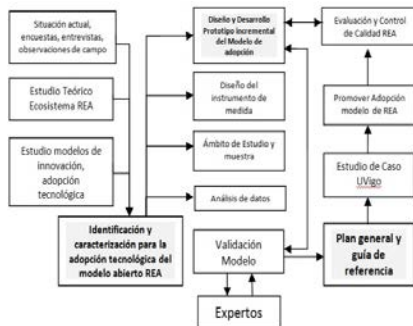 Situación actual,
encuestas, entrevistas,
observaciones de
campo
Estudio Teórico
Ecosistema REA
Estudio modelos de
innovación,
adopción
tecnológica
Identificación y
caracterización para la
adopción tecnológica del
modelo abierto REA
Diseño y Desarrollo
Prototipo incremental
del Modelo de
adopción
Diseño del
instrumento de
medida
Ámbito de Estudio y
muestra
Análisis de datos
Validación
Modelo
Expertos
Evaluación y Control
de Calidad REA
Promover Adopción
modelo de REA
Estudio de Caso
UVigo
Plan general y
guía de
referencia